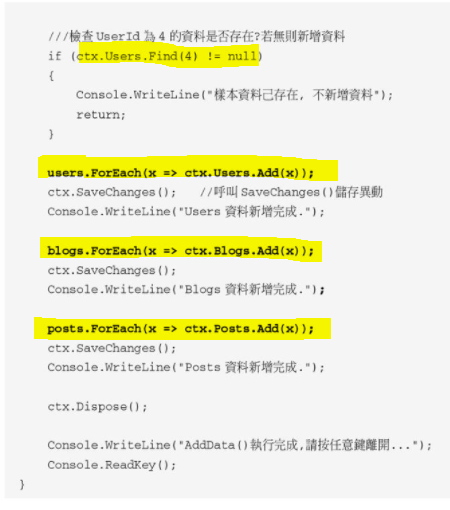 ///檢查 UserId 為 4 的資料是否存在?若無則新增資料
if (ctx.Users.Find(4) != null)
{
Console.WriteLine("樣本資料己存在, 不新增資料");
return;
}
users.ForEach(x => ctx.Users.Add(x));
ctx.SaveChanges(); //呼叫 SaveChanges()儲存異動
Console.WriteLine("Users 資料新增完成.");
blogs.ForEach(x => ctx.Blogs.Add(x));
ctx.SaveChanges();
Console.WriteLine("Blogs 資料新增完成.");
posts.ForEach(x => ctx.Posts.Add(x));
ctx.SaveChanges();
Console.WriteLine("Posts 資料新增完成.");
ctx.Dispose();
Console.WriteLine("AddData()執行完成,請按任意鍵離開...");
Console.ReadKey();
}